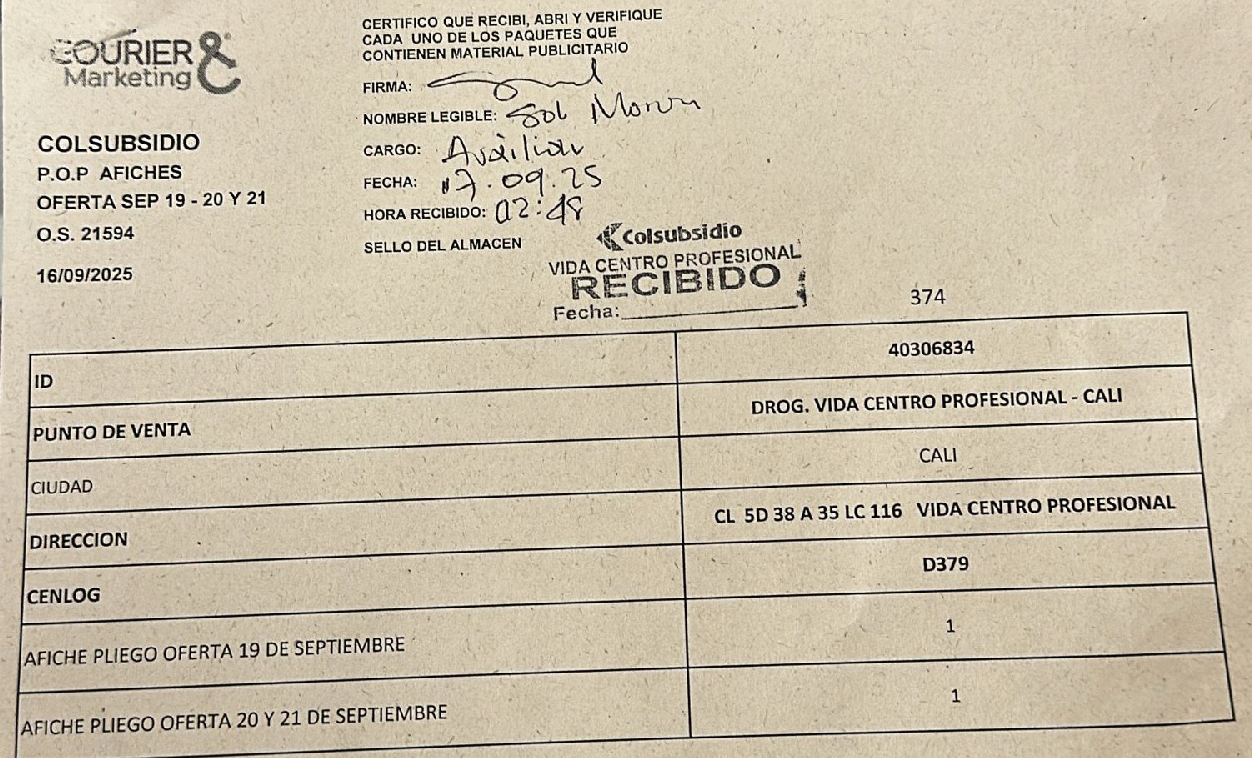 COURIER &
Marketing
COLSUBSIDIO
P.O.P AFICHES
OFERTA SEP 19 - 20 Y 21
O.S. 21594
16/09/2025
CERTIFICO QUE RECIBI, ABRI Y VERIFIQUE
CADA UNO DE LOS PAQUETES QUE
CONTIENEN MATERIAL PUBLICITARIO
FIRMA:
NOMBRE LEGIBLE: Sol
CARGO: Auxiliar
FECHA: 17.09.25
HORA RECIBIDO: 02:48
SELLO DEL ALMACEN
Colsubsidio
VIDA CENTRO PROFESIONAL
RECIBIDO
Fecha:
374
ID 40306834
PUNTO DE VENTA DROG. VIDA CENTRO PROFESIONAL - CALI
CIUDAD CALI
DIRECCION CL 5D 38 A 35 LC 116 VIDA CENTRO PROFESIONAL
CENLOG D379
AFICHE PLIEGO OFERTA 19 DE SEPTIEMBRE 1
AFICHE PLIEGO OFERTA 20 Y 21 DE SEPTIEMBRE 1